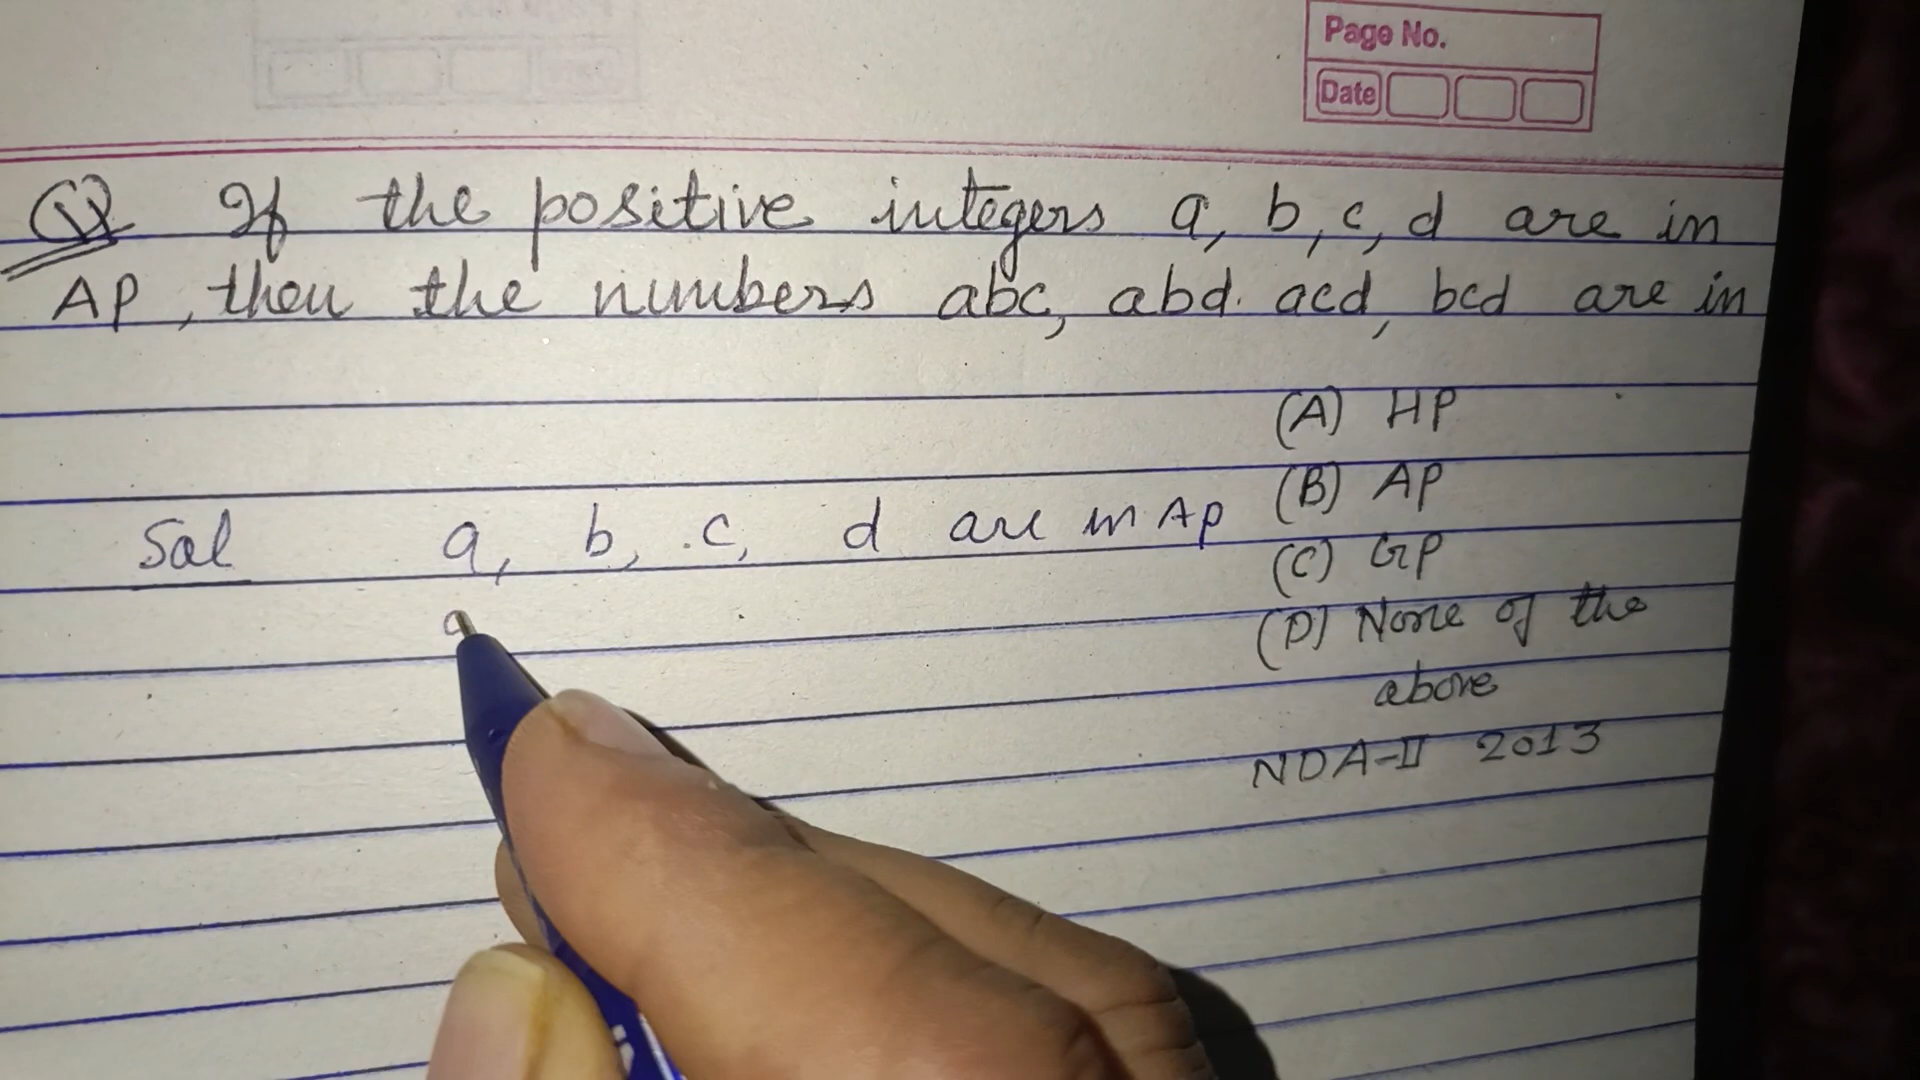 Page No.
Date
Q If the positive integers a, b, c, d are in
AP, then the numbers abc, abd. acd, bcd are in
(A) HP
(B) AP
Sol a, b, c, d are in AP
(C) GP
a
(D) None of the
above
NDA-II 2013